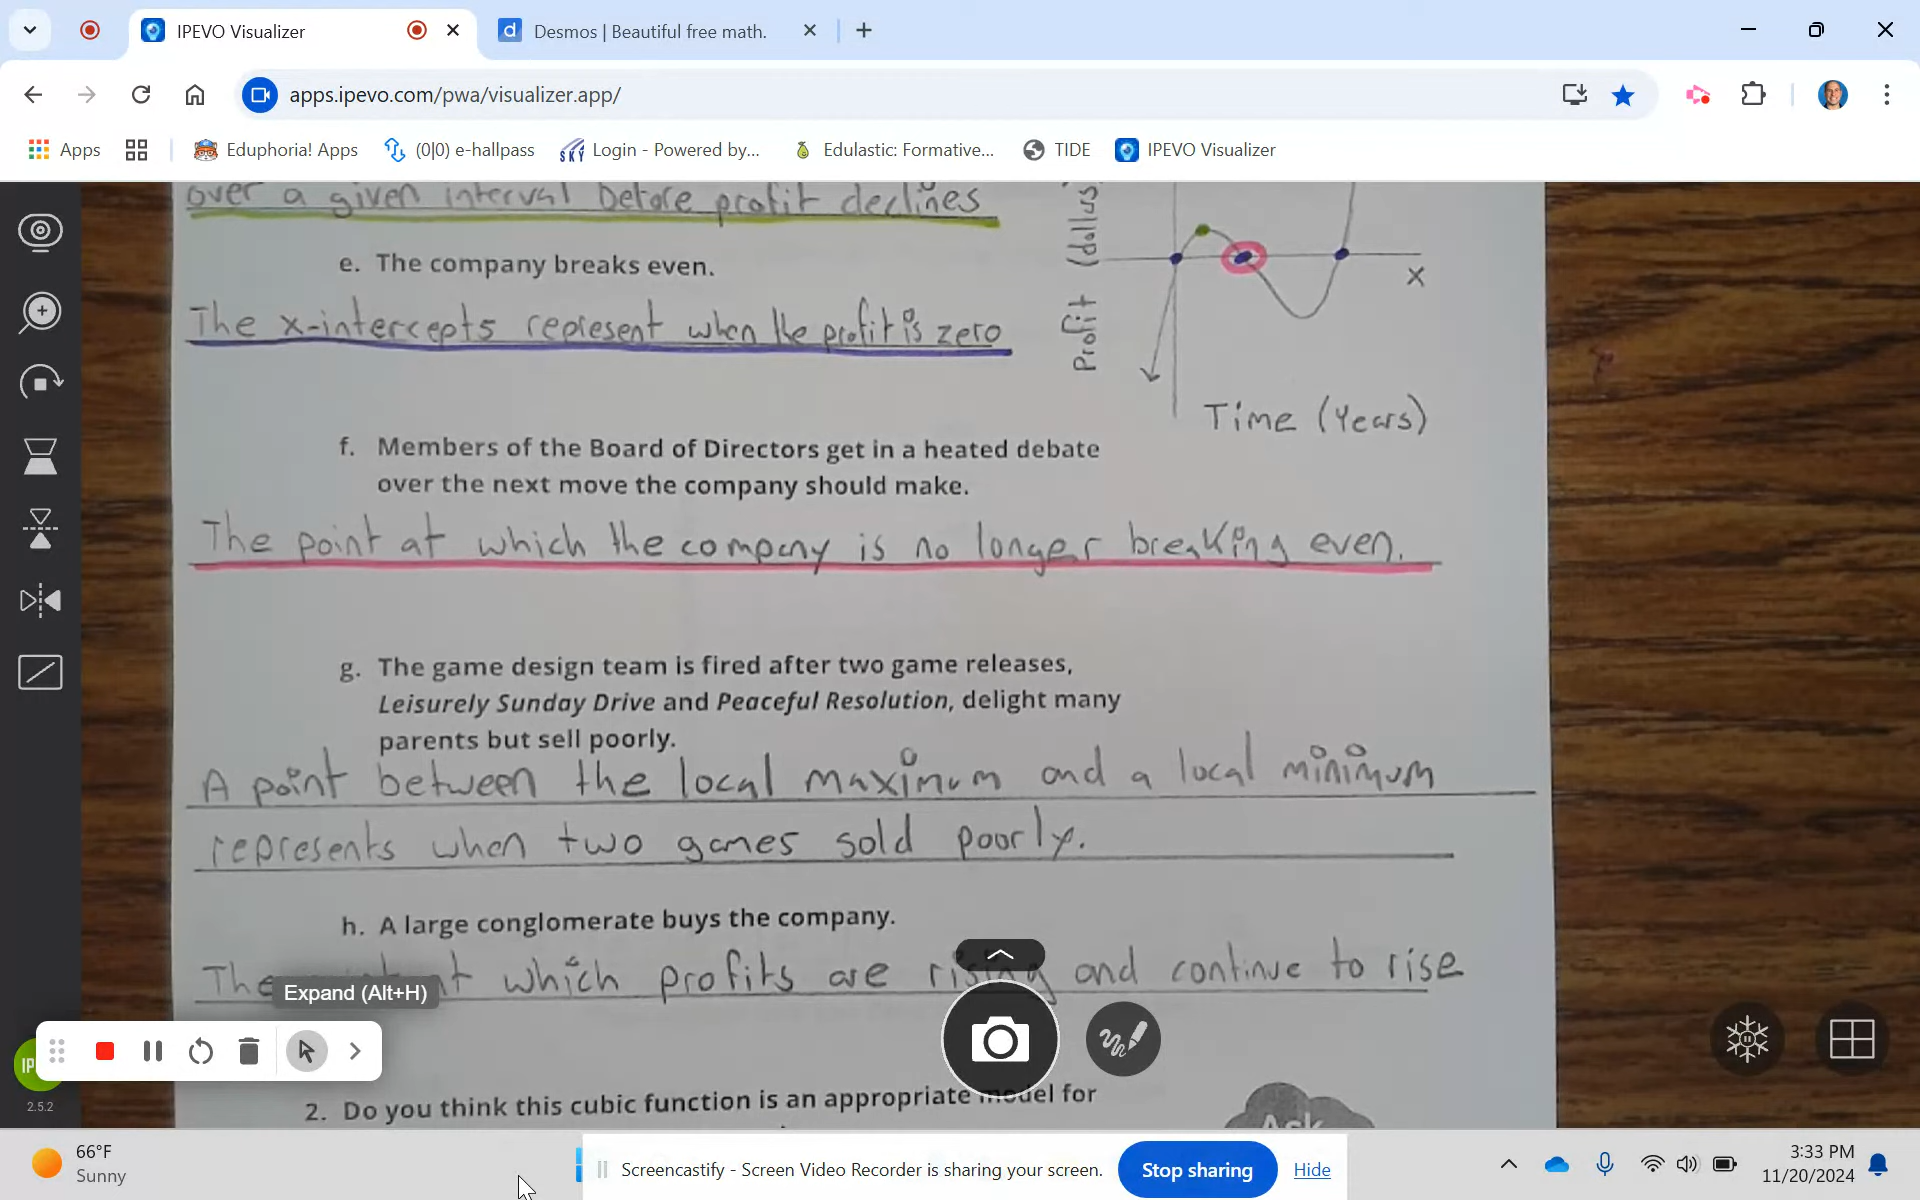 IPEVO Visualizer
Desmos | Beautiful free math.
apps.ipevo.com/pwa/visualizer.app/
Apps
Eduphoria! Apps
(0|0) e-hallpass
SKY
Login - Powered by...
Edulastic: Formative...
TIDE
IPEVO Visualizer
over a given interval before profit declines
e. The company breaks even.
The x-intercepts represent when the profit is zero
Profit (dollars
x
Time (Years)
f. Members of the Board of Directors get in a heated debate
over the next move the company should make.
The point at which the company is no longer breaking even.
g. The game design team is fired after two game releases,
Leisurely Sunday Drive and Peaceful Resolution, delight many
parents but sell poorly.
A point between the local maximum and a local minimum
represents when two games sold poorly.
h. A large conglomerate buys the company.
The which profits are rising and continue to rise
Expand (Alt+H)
2.5.2
2. Do you think this cubic function is an appropriate model for
Ask
66°F
Sunny
Screencastify - Screen Video Recorder is sharing your screen.
Stop sharing
Hide
3:33 PM
11/20/2024